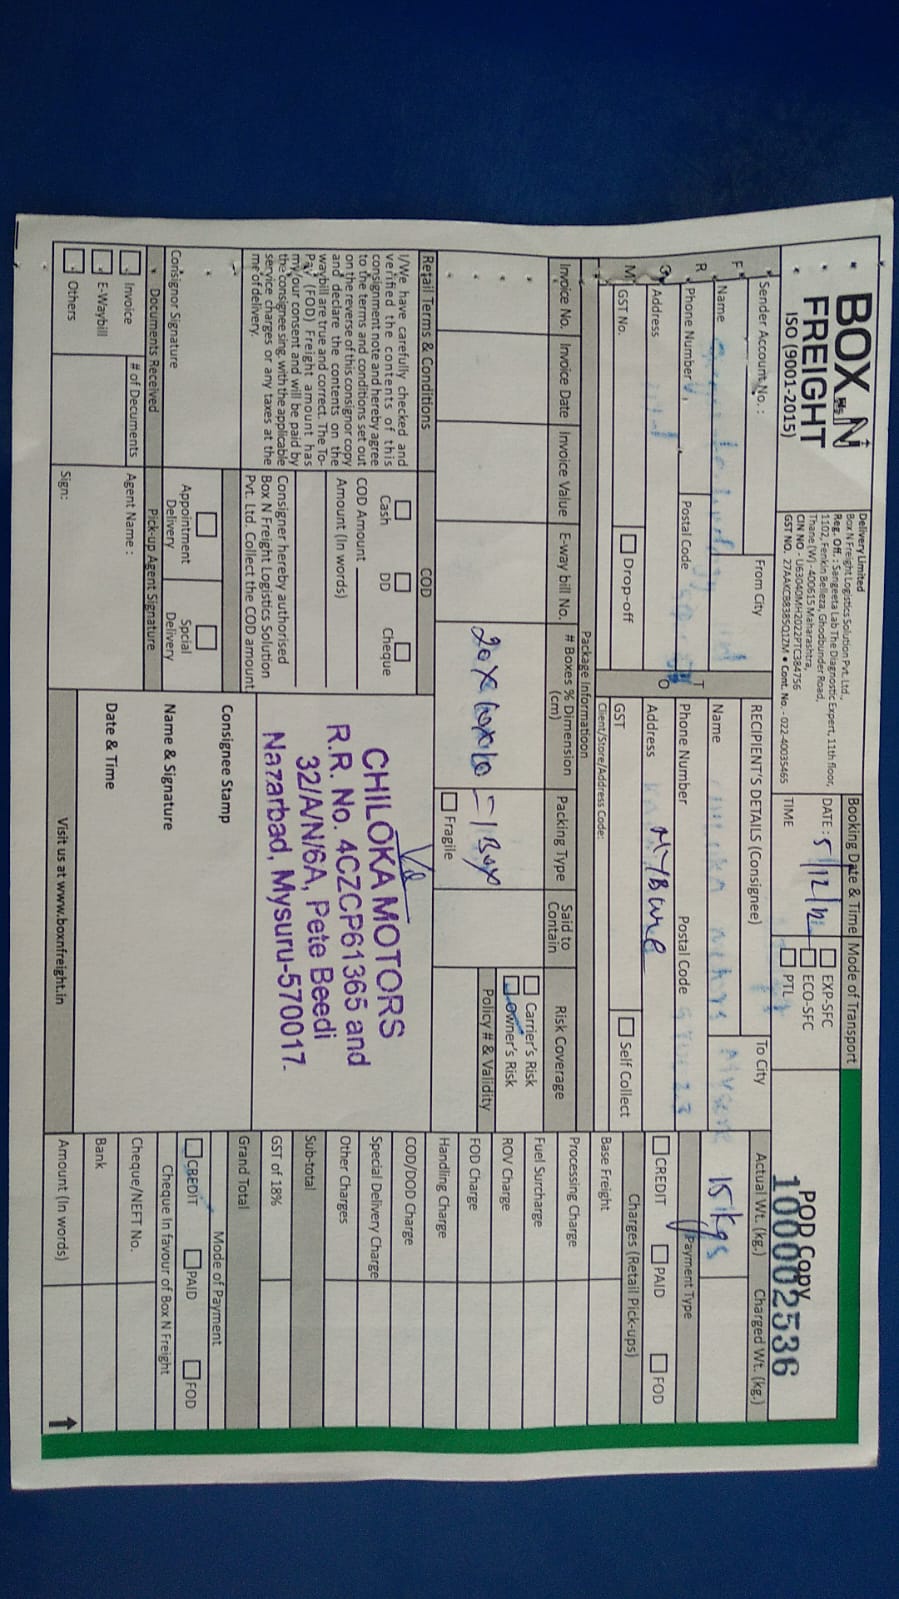 BOX N
FREIGHT
ISO (9001-2015)
Delivery Limited
Box N Freight Logistics Solution Pvt. Ltd.,
Reg. Off. : Sangeeta Lab The Diagnostic Expert, 11th floor,
1102, Fenkin Belleza, Ghodbunder Road,
Thane (W) -400615 Maharashtra,
CIN NO. - U63040MH2022PTC384756
GST NO. 27AAKCB8385Q1ZM • Cont. No. - 022-40035465
Booking Date & Time
DATE : 5/12/12
TIME
Mode of Transport
EXP-SFC
ECO-SFC
PTL
POD Copy
100002536
Sender Account No. :
From City
RECIPIENT'S DETAILS (Consignee)
To City
Actual Wt. (kg.)
Charged Wt. (kg.)
F
R
O
M
Name
T
O
Name
15 kgs
Phone Number
Postal Code
Phone Number
Postal Code
Payment Type
Address
Address
CREDIT
PAID
FOD
GST No.
Drop-off
GST
Self Collect
Charges (Retail Pick-ups)
Client/Store/Address Code:
Base Freight
Package Informatioon
Invoice No.
Invoice Date
Invoice Value
E-way bill No.
# Boxes % Dimension
(cm)
Packing Type
Said to
Contain
Risk Coverage
Processing Charge
Carrier's Risk
Owner's Risk
Fuel Surcharge
ROV Charge
= 1 Box
Policy # & Validity
FOD Charge
Fragile
Handling Charge
Retail Terms & Conditions
I/We have carefully checked and
verified the contents of this
consignment note and hereby agree
to the terms and conditions set out
on the reverse of this consignor copy
and declare the contents on the
waybill are true and correct. The To-
Pay (FOD) Freight amount has
my/our consent and will be paid by
the consignee sing with the applicable
service charges or any taxes at the
me of delivery.
COD
Cash
DD
Cheque
COD Amount
Amount (In words)
Consigner hereby authorised
Box N Freight Logistics Solution
Pvt. Ltd. Collect the COD amount
CHILOKA MOTORS
R.R. No. 4CZCP61365 and
32/A/N/6A, Pete Beedi
Nazarbad, Mysuru-570017.
COD/DOD Charge
Special Delivery Charge
Other Charges
Sub-total
GST of 18%
Grand Total
Consignor Signature
Appointment
Delivery
Spcial
Delivery
Consignee Stamp
Mode of Payment
CREDIT
PAID
FOD
Documents Received
Pick-up Agent Signature
Name & Signature
Cheque In favour of Box N Freight
Invoice
# of Decuments
Agent Name :
Cheque/NEFT No.
E-Waybill
Date & Time
Bank
Others
Sign:
Visit us at www.boxnfreight.in
Amount (In words)